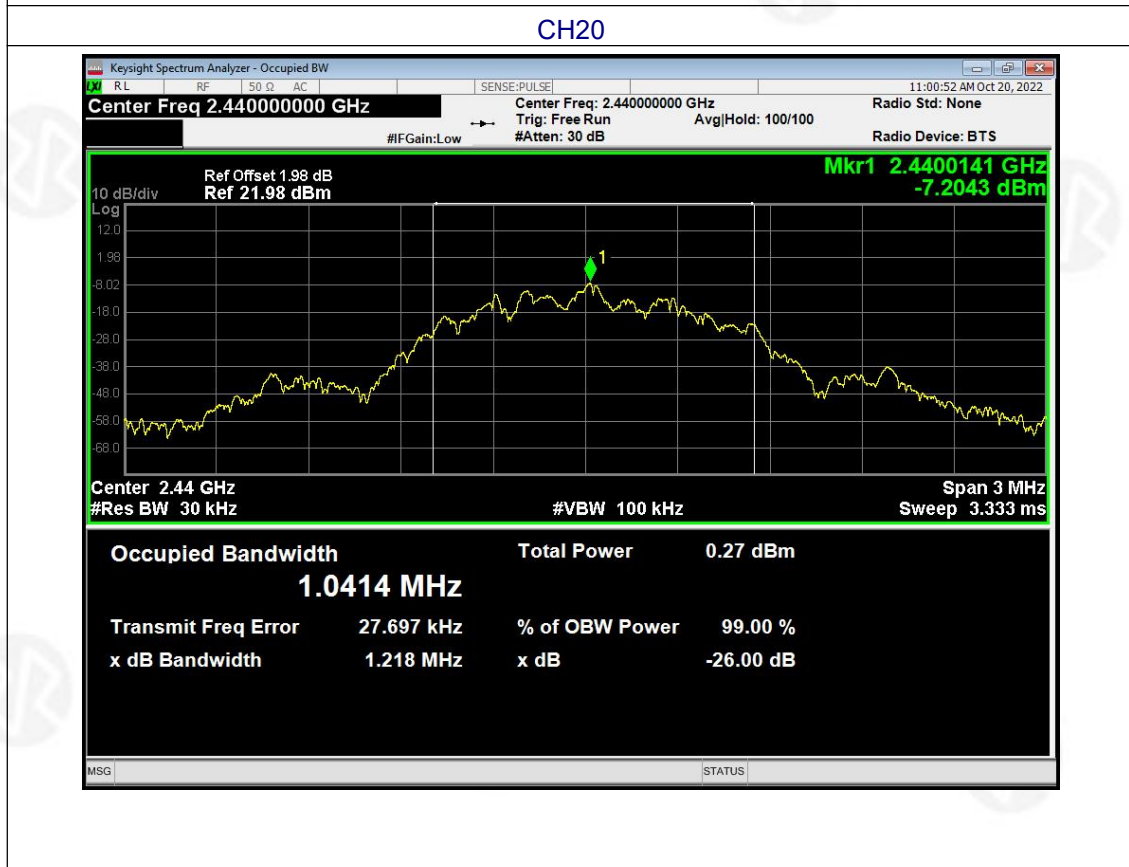 CH20
Keysight Spectrum Analyzer - Occupied BW
LXI RL RF 50 Ω AC SENSE:PULSE 11:00:52 AM Oct 20, 2022
Center Freq 2.440000000 GHz Center Freq: 2.440000000 GHz Radio Std: None
Trig: Free Run Avg|Hold: 100/100
#IFGain:Low #Atten: 30 dB Radio Device: BTS
Mkr1 2.4400141 GHz
-7.2043 dBm
Ref Offset 1.98 dB
10 dB/div Ref 21.98 dBm
Log
12.0
1.98
-8.02
-18.0
-28.0
-38.0
-48.0
-58.0
-68.0
1
Center 2.44 GHz Span 3 MHz
#Res BW 30 kHz #VBW 100 kHz Sweep 3.333 ms
Occupied Bandwidth Total Power 0.27 dBm
1.0414 MHz
Transmit Freq Error 27.697 kHz % of OBW Power 99.00 %
x dB Bandwidth 1.218 MHz x dB -26.00 dB
MSG STATUS